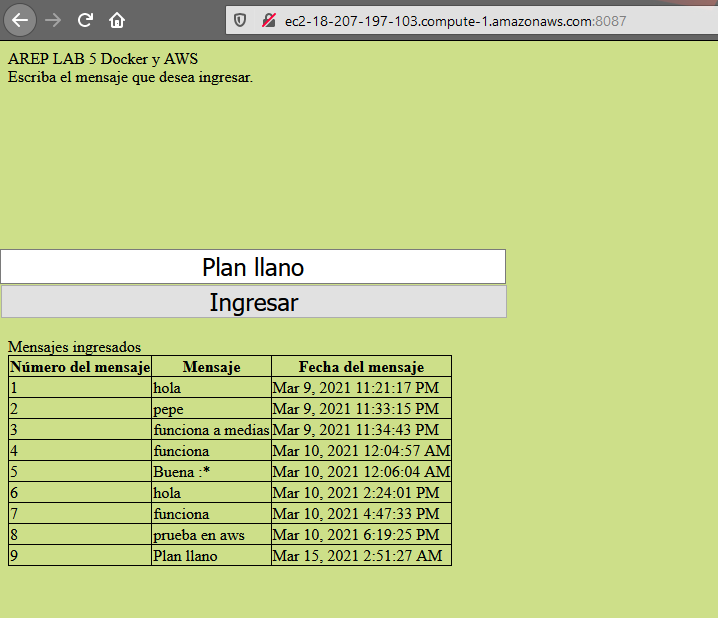 ec2-18-207-197-103.compute-1.amazonaws.com:8087
AREP LAB 5 Docker y AWS
Escriba el mensaje que desea ingresar.
Plan llano
Ingresar
Mensajes ingresados
Número del mensaje Mensaje Fecha del mensaje
1 hola Mar 9, 2021 11:21:17 PM
2 pepe Mar 9, 2021 11:33:15 PM
3 funciona a medias Mar 9, 2021 11:34:43 PM
4 funciona Mar 10, 2021 12:04:57 AM
5 Buena :* Mar 10, 2021 12:06:04 AM
6 hola Mar 10, 2021 2:24:01 PM
7 funciona Mar 10, 2021 4:47:33 PM
8 prueba en aws Mar 10, 2021 6:19:25 PM
9 Plan llano Mar 15, 2021 2:51:27 AM